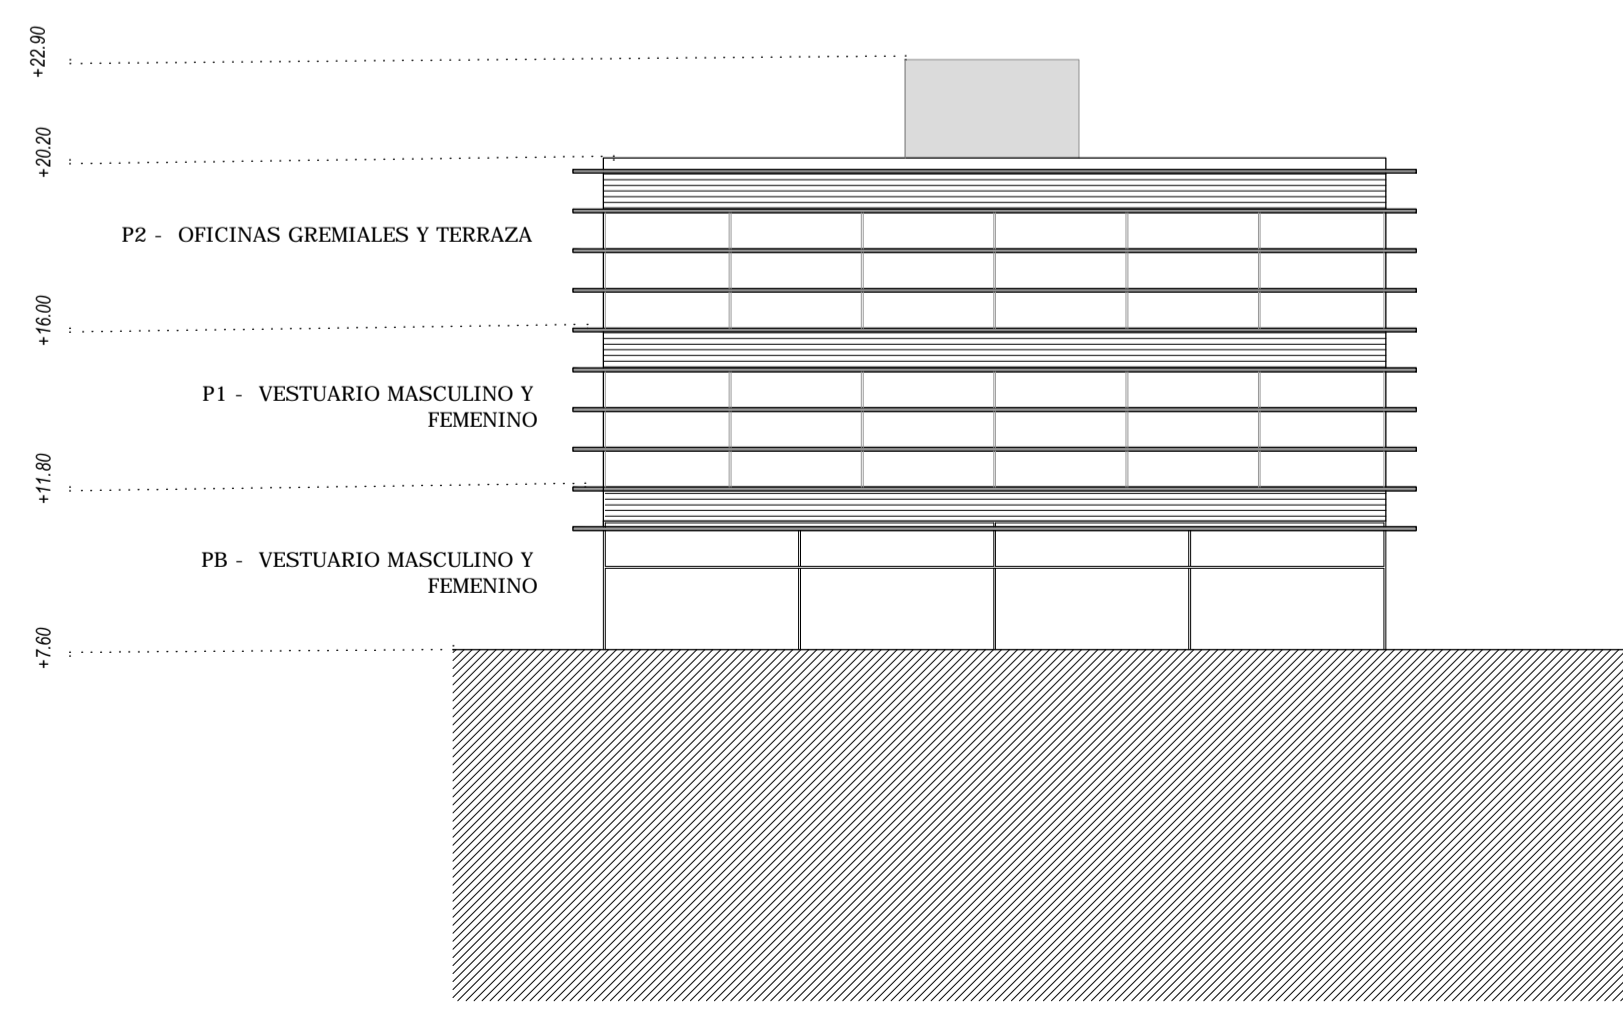 +22.90
+20.20
P2 - OFICINAS GREMIALES Y TERRAZA
+16.00
P1 - VESTUARIO MASCULINO Y
FEMENINO
+11.80
PB - VESTUARIO MASCULINO Y
FEMENINO
+7.60